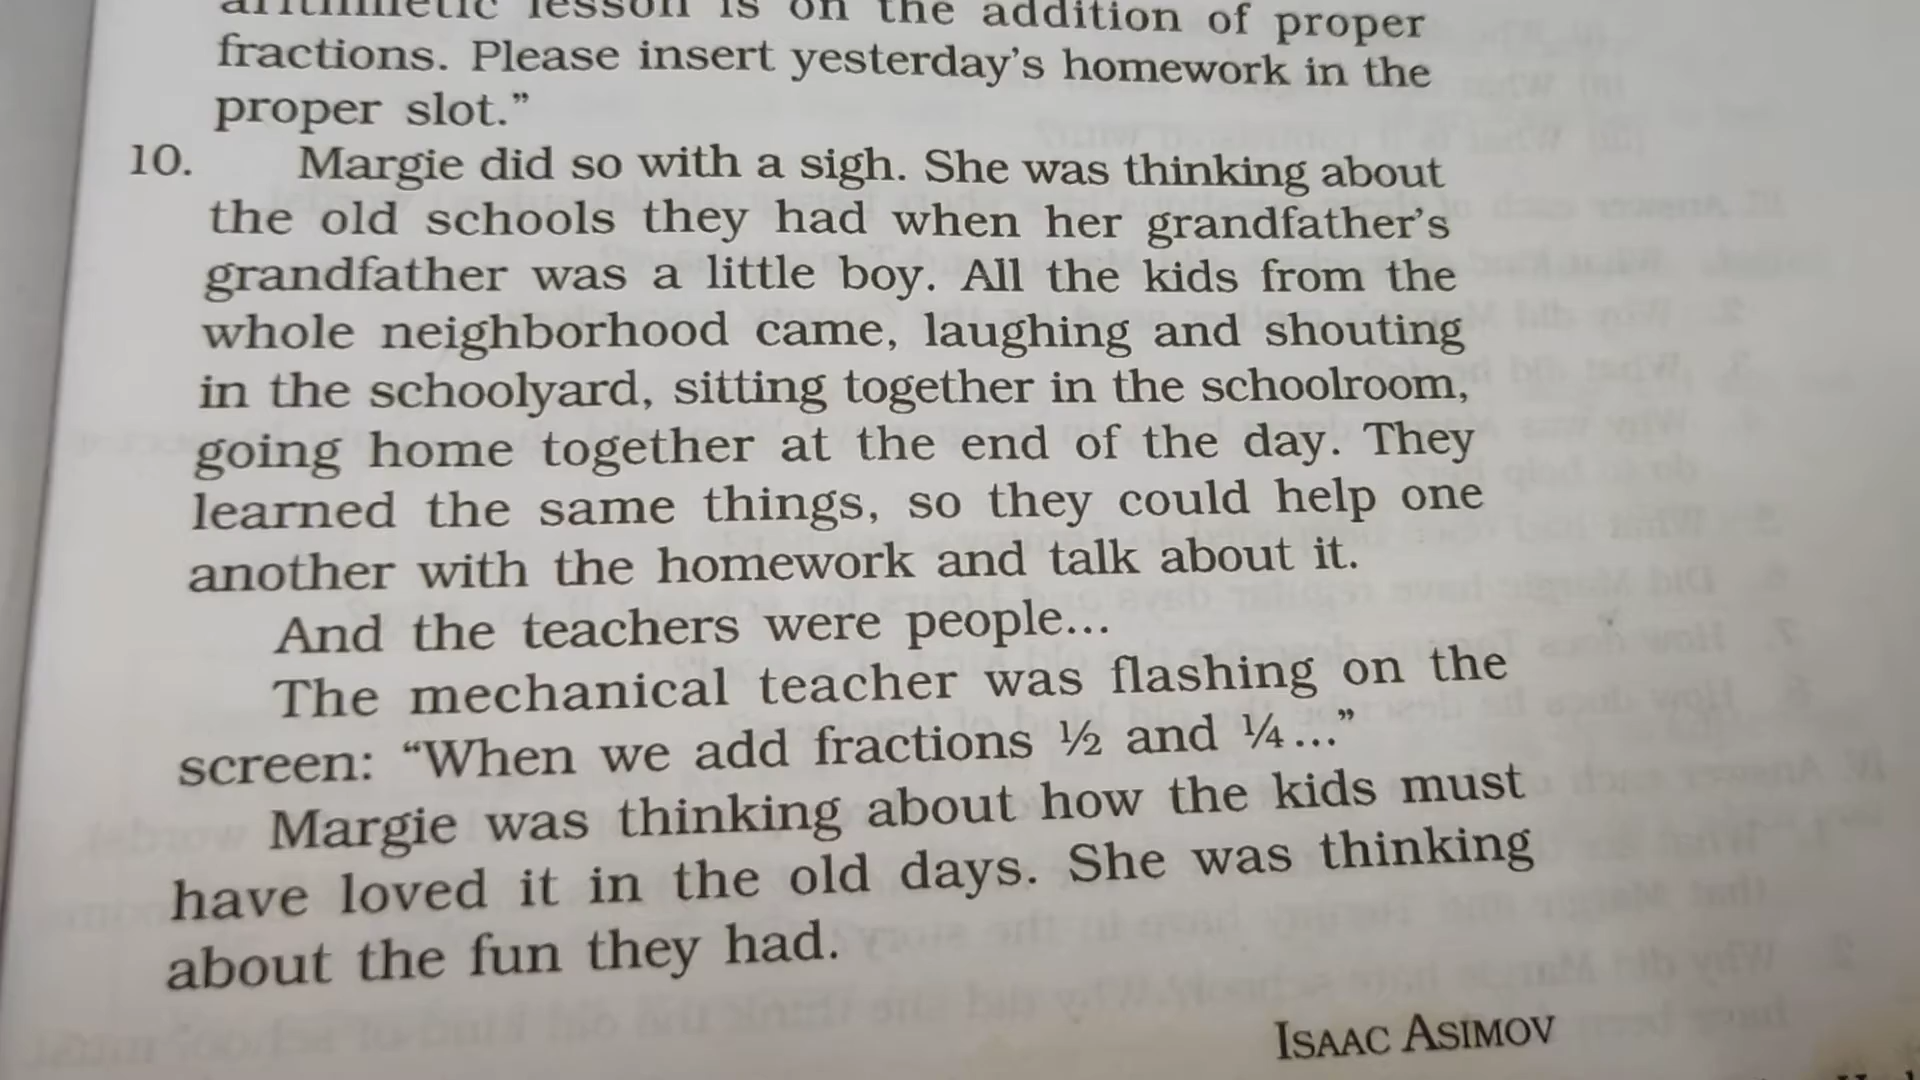 arithmetic lesson is on the addition of proper
fractions. Please insert yesterday's homework in the
proper slot.”
10. Margie did so with a sigh. She was thinking about
the old schools they had when her grandfather's
grandfather was a little boy. All the kids from the
whole neighborhood came, laughing and shouting
in the schoolyard, sitting together in the schoolroom,
going home together at the end of the day. They
learned the same things, so they could help one
another with the homework and talk about it.
And the teachers were people...
The mechanical teacher was flashing on the
screen: “When we add fractions ½ and ¼...”
Margie was thinking about how the kids must
have loved it in the old days. She was thinking
about the fun they had.
ISAAC ASIMOV